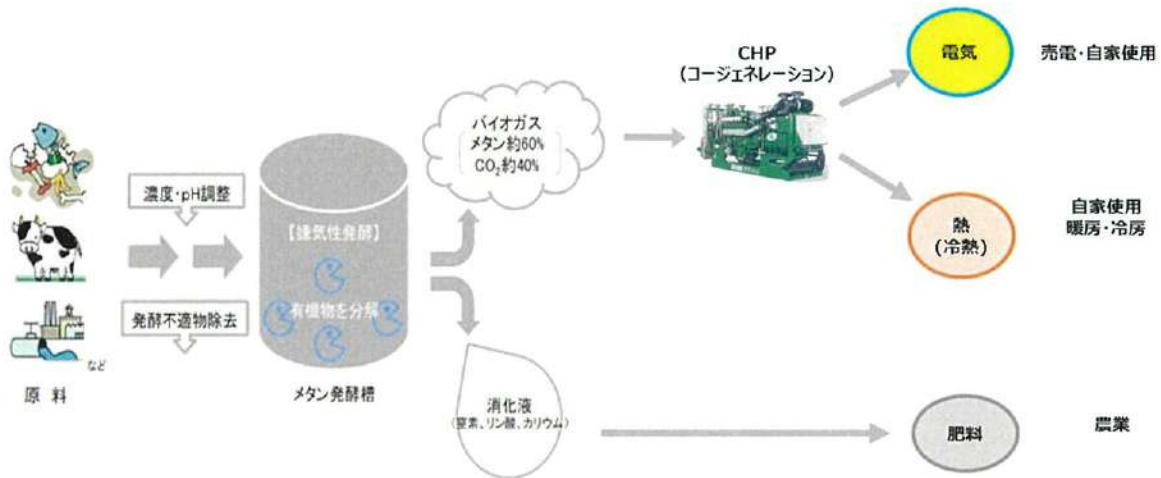 原料
など
濃度・pH調整
発酵不適物除去
【嫌気性発酵】
有機物を分解
メタン発酵槽
バイオガス
メタン約60%
CO₂約40%
消化液
(窒素、リン酸、カリウム)
CHP
(コージェネレーション)
電気
売電・自家使用
熱
(冷熱)
自家使用
暖房・冷房
肥料
農業